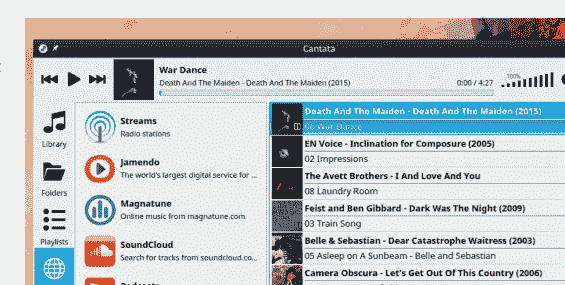 Cantata
War Dance
Death And The Maiden - Death And The Maiden (2015)
0:00 / 4:27
100%
Library
Folders
Playlists
Streams
Radio stations
Jamendo
The world's largest digital service for ...
Magnatune
Online music from magnatune.com
SoundCloud
Search for tracks from soundcloud.co...
Death And The Maiden - Death And The Maiden (2015)
War Dance
EN Voice - Inclination for Composure (2005)
02 Impressions
The Avett Brothers - I And Love And You
08 Laundry Room
Feist and Ben Gibbard - Dark Was The Night (2009)
03 Train Song
Belle & Sebastian - Dear Catastrophe Waitress (2003)
05 Asleep on A Sunbeam - Belle and Sebastian
Camera Obscura - Let's Get Out Of This Country (2006)